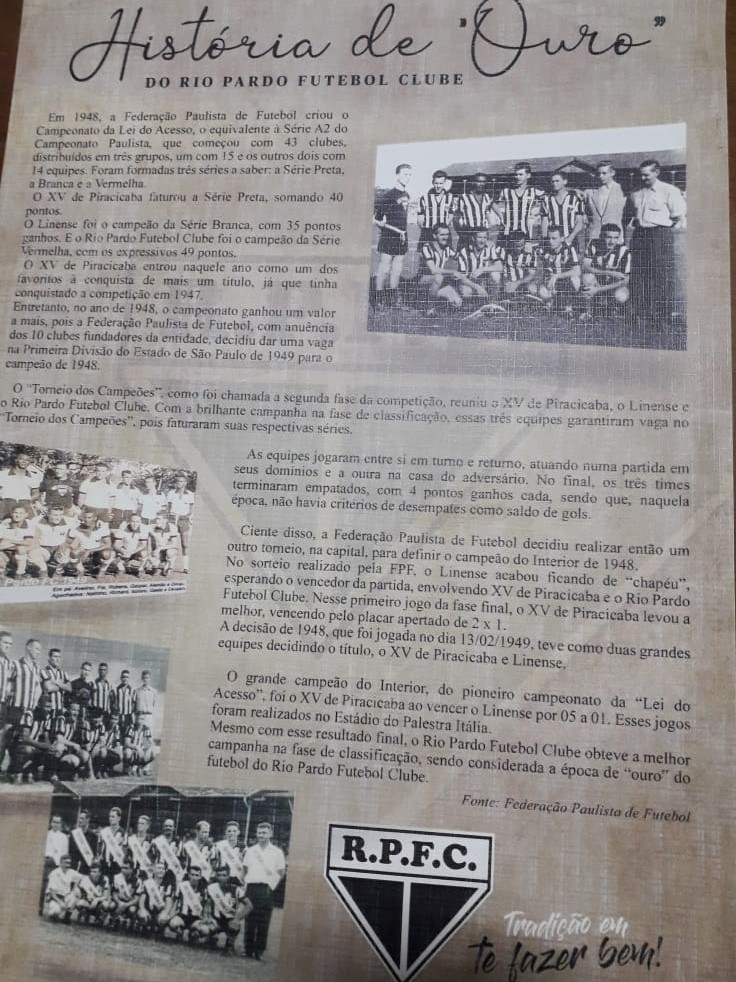 História de "Ouro"
DO RIO PARDO FUTEBOL CLUBE
Em 1948, a Federação Paulista de Futebol criou o
Campeonato da Lei do Acesso, o equivalente à Série A2 do
Campeonato Paulista, que começou com 43 clubes,
distribuídos em três grupos, um com 15 e os outros dois com
14 equipes. Foram formadas três séries a saber: a Série Preta,
a Branca e a Vermelha.
O XV de Piracicaba faturou a Série Preta, somando 40
pontos.
O Linense foi o campeão da Série Branca, com 35 pontos
ganhos. E o Rio Pardo Futebol Clube foi o campeão da Série
Vermelha, com os expressivos 49 pontos.
O XV de Piracicaba entrou naquele ano como um dos
favoritos à conquista de mais um título, já que tinha
conquistado a competição em 1947.
Entretanto, no ano de 1948, o campeonato ganhou um valor
a mais, pois a Federação Paulista de Futebol, com anuência
dos 10 clubes fundadores da entidade, decidiu dar uma vaga
na Primeira Divisão do Estado de São Paulo de 1949 para o
campeão de 1948.
O "Torneio dos Campeões", como foi chamada a segunda fase da competição, reuniu o XV de Piracicaba, o Linense e
o Rio Pardo Futebol Clube. Com a brilhante campanha na fase de classificação, essas três equipes garantiram vaga no
"Torneio dos Campeões", pois faturaram suas respectivas séries.
As equipes jogaram entre si em turno e returno, atuando numa partida em
seus domínios e a outra na casa do adversário. No final, os três times
terminaram empatados, com 4 pontos ganhos cada, sendo que, naquela
época, não havia critérios de desempates como saldo de gols.
Ciente disso, a Federação Paulista de Futebol decidiu realizar então um
outro torneio, na capital, para definir o campeão do Interior de 1948.
No sorteio realizado pela FPF, o Linense acabou ficando de "chapéu",
esperando o vencedor da partida, envolvendo XV de Piracicaba e o Rio Pardo
Futebol Clube. Nesse primeiro jogo da fase final, o XV de Piracicaba levou a
melhor, vencendo pelo placar apertado de 2 x 1.
A decisão de 1948, que foi jogada no dia 13/02/1949, teve como duas grandes
equipes decidindo o título, o XV de Piracicaba e Linense.
O grande campeão do Interior, do pioneiro campeonato da "Lei do
Acesso", foi o XV de Piracicaba ao vencer o Linense por 05 a 01. Esses jogos
foram realizados no Estádio do Palestra Itália.
Mesmo com esse resultado final, o Rio Pardo Futebol Clube obteve a melhor
campanha na fase de classificação, sendo considerada a época de "ouro" do
futebol do Rio Pardo Futebol Clube.
Fonte: Federação Paulista de Futebol
R.P.F.C.
Tradição em
te fazer bem!